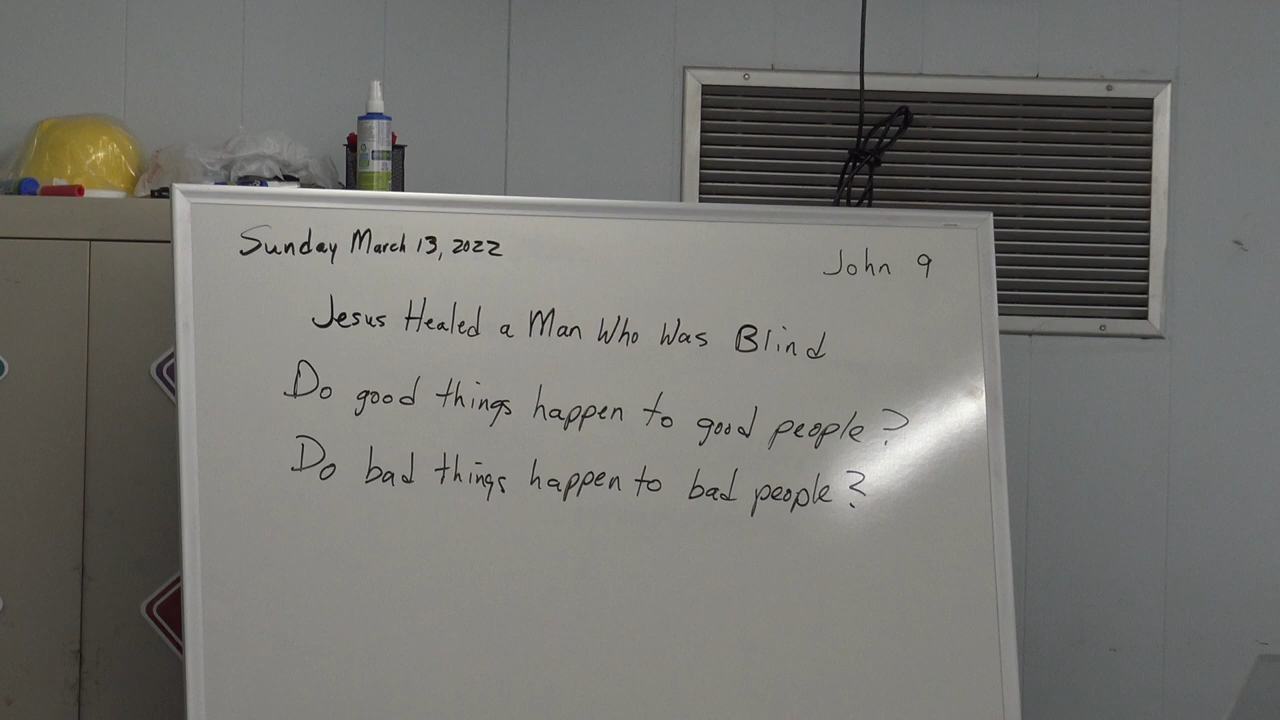 Sunday March 13, 2022
John 9
Jesus Healed a Man Who Was Blind
Do good things happen to good people?
Do bad things happen to bad people?